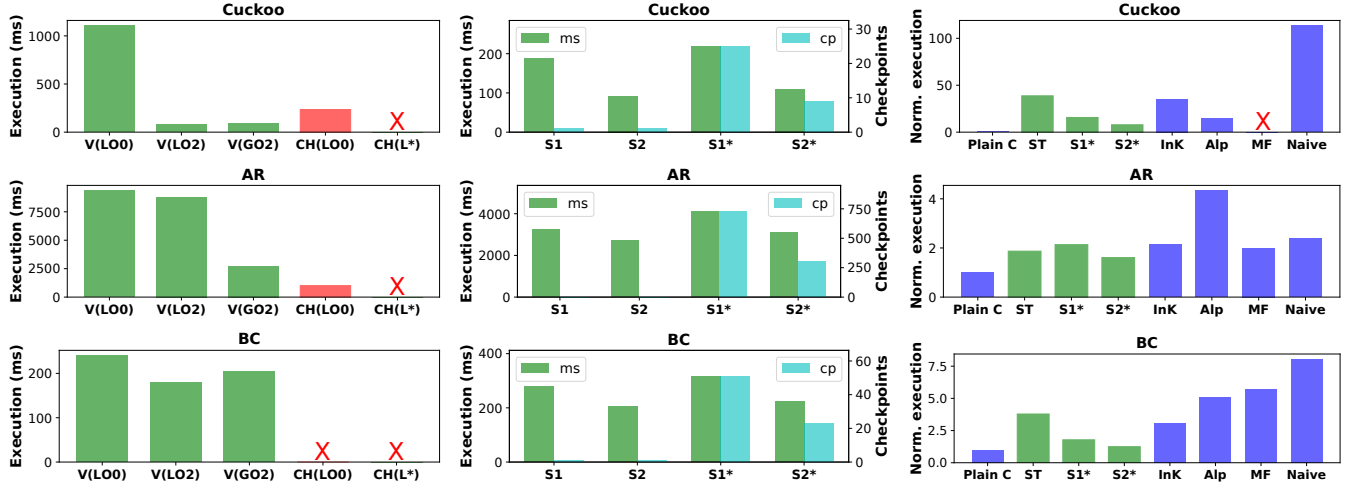 Cuckoo
Execution (ms)
1000
500
0
X
V(LO0) V(LO2) V(GO2) CH(LO0) CH(L*)
Cuckoo
Execution (ms)
200
100
0
ms
cp
30
20
10
0
Checkpoints
S1 S2 S1* S2*
Cuckoo
Norm. execution
100
50
0
X
Plain C ST S1* S2* InK Alp MF Naive
AR
Execution (ms)
7500
5000
2500
0
X
V(LO0) V(LO2) V(GO2) CH(LO0) CH(L*)
AR
Execution (ms)
4000
2000
0
ms
cp
750
500
250
0
Checkpoints
S1 S2 S1* S2*
AR
Norm. execution
4
2
0
Plain C ST S1* S2* InK Alp MF Naive
BC
Execution (ms)
200
100
0
X X
V(LO0) V(LO2) V(GO2) CH(LO0) CH(L*)
BC
Execution (ms)
400
200
0
ms
cp
60
40
20
0
Checkpoints
S1 S2 S1* S2*
BC
Norm. execution
7.5
5.0
2.5
0.0
Plain C ST S1* S2* InK Alp MF Naive